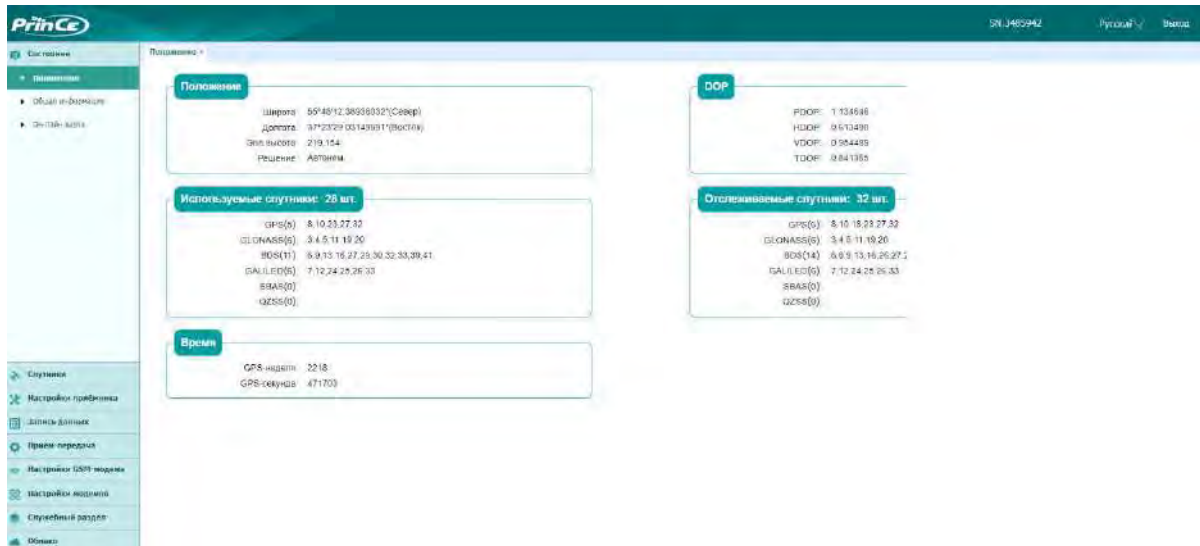 PrinCE
SN:3485942 Русский Выход
Состояние
Положение
Положение
Общая информация
Онлайн-карта
Положение
Широта 55°48'12.38936032"(Север)
Долгота 37°23'29.03149691"(Восток)
Элл.высота 219.154
Решение Автоном.
DOP
PDOP 1.134646
HDOP 0.613490
VDOP 0.954485
TDOP 0.841355
Используемые спутники: 28 шт.
GPS(5) 8,10,23,27,32
GLONASS(6) 3,4,5,11,19,20
BDS(11) 6,9,13,16,27,29,30,32,33,39,41
GALILEO(6) 7,12,24,25,26,33
SBAS(0)
QZSS(0)
Отслеживаемые спутники: 32 шт.
GPS(6) 8,10,18,23,27,32
GLONASS(6) 3,4,5,11,19,20
BDS(14) 6,8,9,13,16,26,27,2
GALILEO(6) 7,12,24,25,26,33
SBAS(0)
QZSS(0)
Время
GPS-неделя 2218
GPS-секунда 471703
Спутники
Настройки приёмника
Запись данных
Приём-передача
Настройки GSM-модема
Настройки модемов
Служебный раздел
Облако